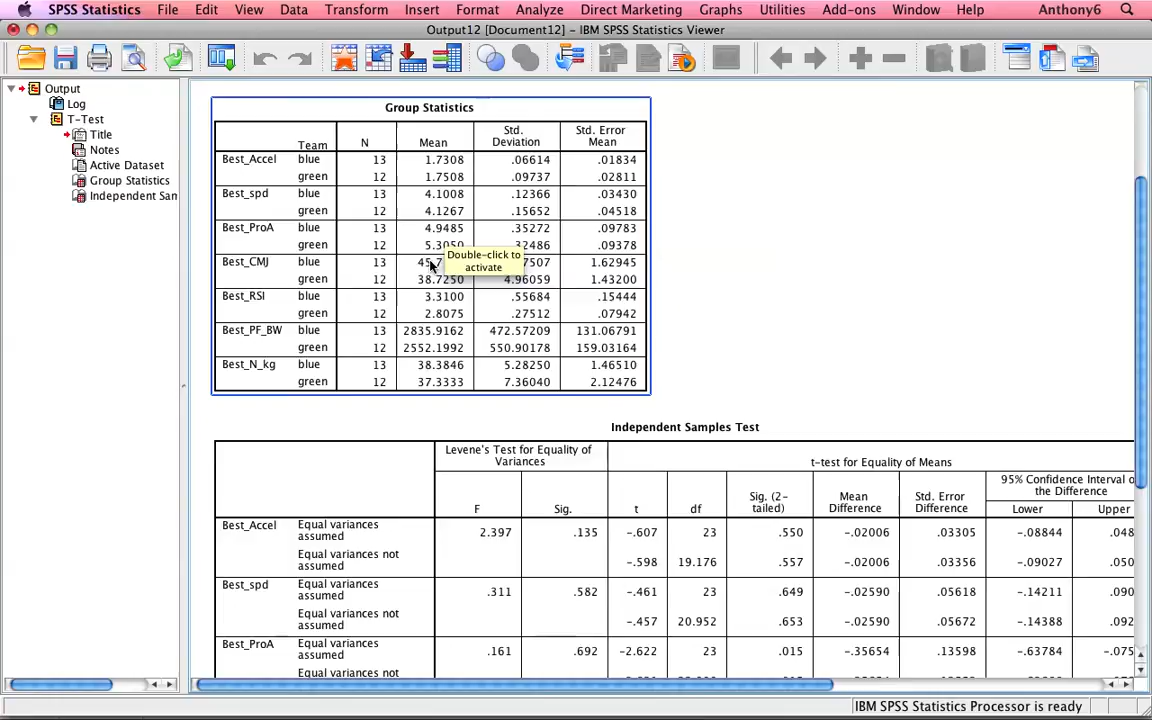 SPSS Statistics File Edit View Data Transform Insert Format Analyze Direct Marketing Graphs Utilities Add-ons Window Help Anthony6
Output12 [Document12] – IBM SPSS Statistics Viewer
Output
Log
T-Test
Title
Notes
Active Dataset
Group Statistics
Independent Sam
Group Statistics
Team N Mean Std. Deviation Std. Error Mean
Best_Accel blue 13 1.7308 .06614 .01834
green 12 1.7508 .09737 .02811
Best_spd blue 13 4.1008 .12366 .03430
green 12 4.1267 .15652 .04518
Best_ProA blue 13 4.9485 .35272 .09783
green 12 5.3050 .32486 .09378
Best_CMJ blue 13 45.7 7507 1.62945
green 12 38.7250 4.96059 1.43200
Best_RSI blue 13 3.3100 .55684 .15444
green 12 2.8075 .27512 .07942
Best_PF_BW blue 13 2835.9162 472.57209 131.06791
green 12 2552.1992 550.90178 159.03164
Best_N_kg blue 13 38.3846 5.28250 1.46510
green 12 37.3333 7.36040 2.12476
Double-click to
activate
Independent Samples Test
Levene's Test for Equality of Variances t-test for Equality of Means
95% Confidence Interval o
the Difference
F Sig. t df Sig. (2-tailed) Mean Difference Std. Error Difference Lower Upper
Best_Accel Equal variances assumed 2.397 .135 -.607 23 .550 -.02006 .03305 -.08844 .048
Equal variances not assumed -.598 19.176 .557 -.02006 .03356 -.09027 .050
Best_spd Equal variances assumed .311 .582 -.461 23 .649 -.02590 .05618 -.14211 .090
Equal variances not assumed -.457 20.952 .653 -.02590 .05672 -.14388 .092
Best_ProA Equal variances assumed .161 .692 -2.622 23 .015 -.35654 .13598 -.63784 -.075
Equal variances not
IBM SPSS Statistics Processor is ready